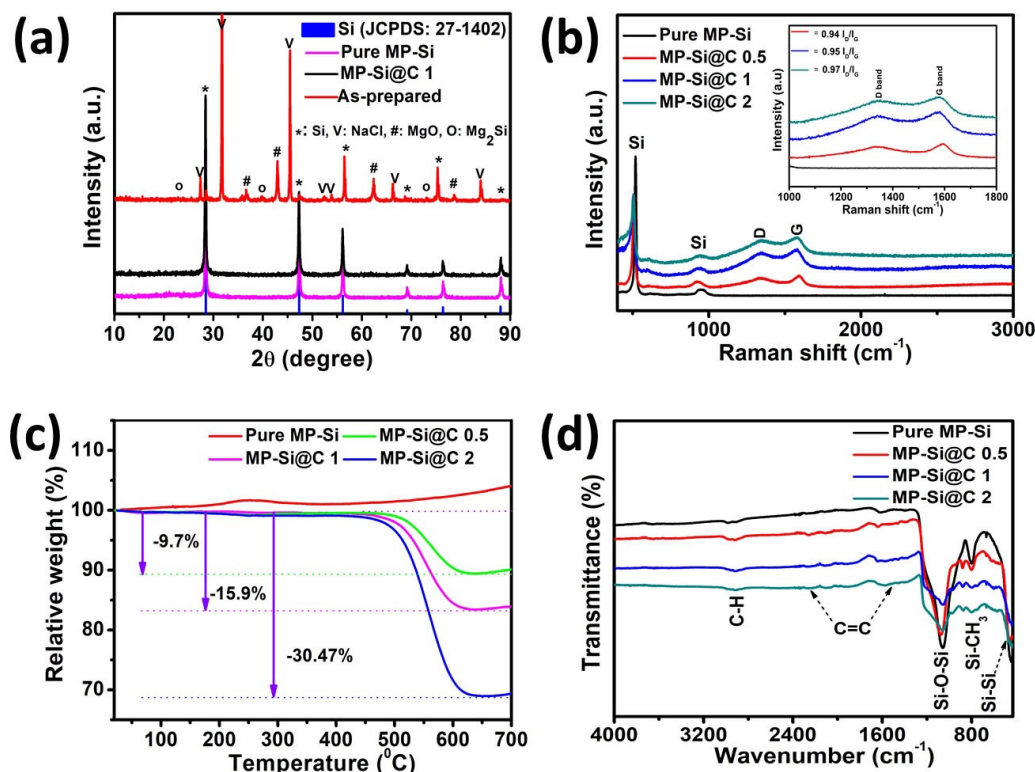 (a)
Si (JCPDS: 27-1402)
Pure MP-Si
MP-Si@C 1
As-prepared
*: Si, V: NaCl, #: MgO, O: Mg2Si
V
V
*
*
*
#
#
V
#
V
o
o
VV
*
o
#
V
*
*
Intensity (a.u.)
10 20 30 40 50 60 70 80 90
2θ (degree)
(b)
Pure MP-Si
MP-Si@C 0.5
MP-Si@C 1
MP-Si@C 2
= 0.94 ID/IG
= 0.95 ID/IG
= 0.97 ID/IG
D band
G band
Intensity (a.u)
1000 1200 1400 1600 1800
Raman shift (cm-1)
Si
Si
D
G
Intensity (a.u.)
1000 2000 3000
Raman shift (cm-1)
(c)
Pure MP-Si
MP-Si@C 0.5
MP-Si@C 1
MP-Si@C 2
110
100
90
80
70
-9.7%
-15.9%
-30.47%
Relative weight (%)
100 200 300 400 500 600 700
Temperature (0C)
(d)
Pure MP-Si
MP-Si@C 0.5
MP-Si@C 1
MP-Si@C 2
C-H
C=C
Si-O-Si
Si-CH3
Si-Si
Transmittance (%)
4000 3200 2400 1600 800
Wavenumber (cm-1)